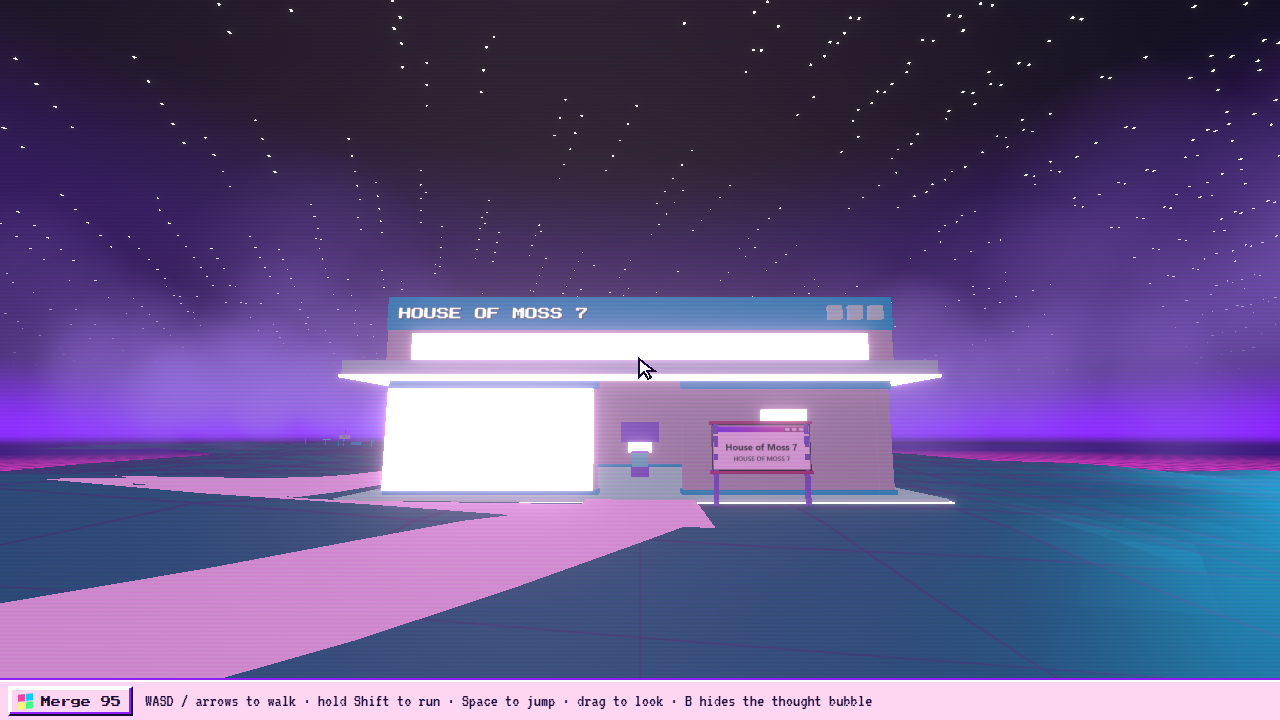 HOUSE OF MOSS 7
House of Moss 7
HOUSE OF MOSS 7
Merge 95
WASD / arrows to walk · hold Shift to run · Space to jump · drag to look · B hides the thought bubble